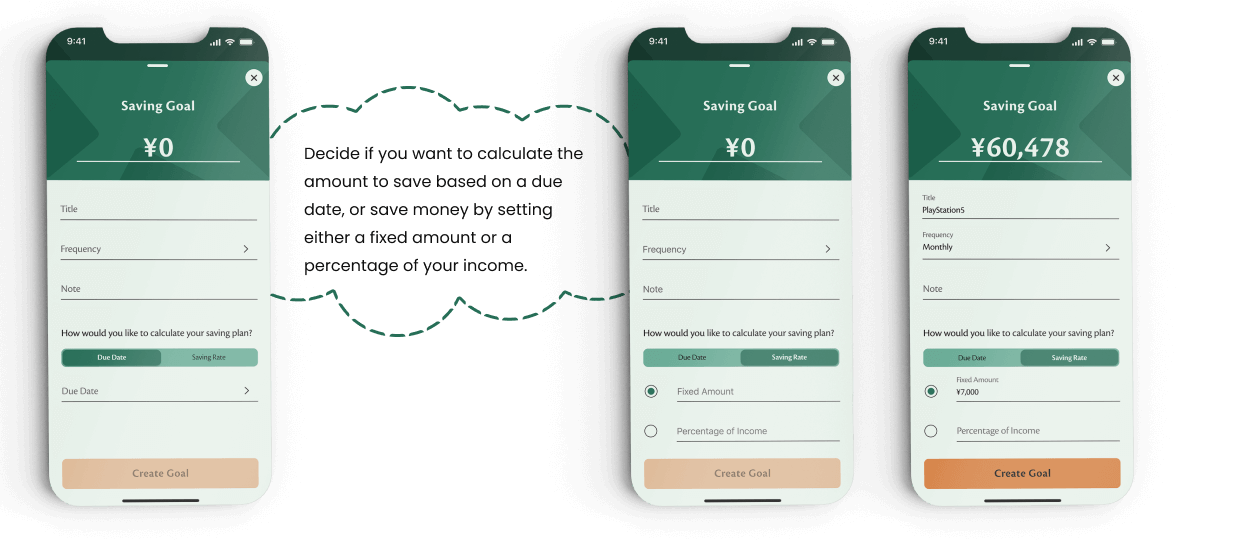 9:41
Saving Goal
¥0
Title
Frequency
Note
How would you like to calculate your saving plan?
Due Date Saving Rate
Due Date
Create Goal
Decide if you want to calculate the
amount to save based on a due
date, or save money by setting
either a fixed amount or a
percentage of your income.
9:41
Saving Goal
¥0
Title
Frequency
Note
How would you like to calculate your saving plan?
Due Date Saving Rate
Fixed Amount
Percentage of Income
Create Goal
9:41
Saving Goal
¥60,478
Title
PlayStation5
Frequency
Monthly
Note
How would you like to calculate your saving plan?
Due Date Saving Rate
Fixed Amount
¥7,000
Percentage of Income
Create Goal